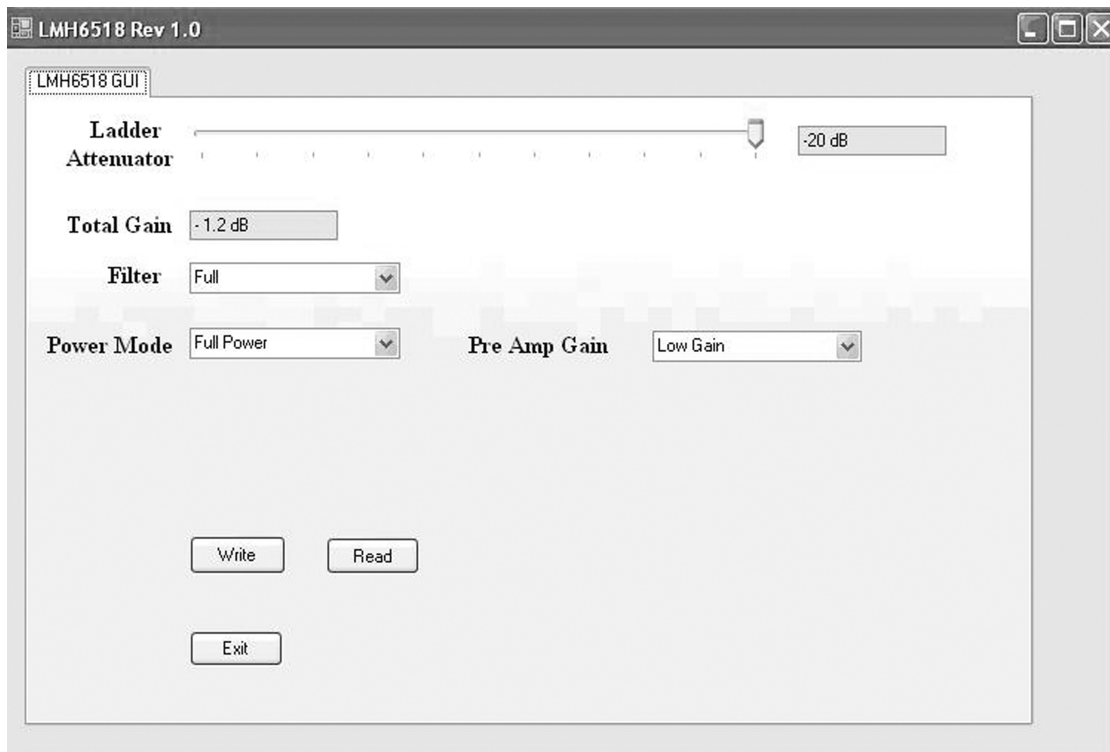 LMH6518 Rev 1.0
LMH6518 GUI
Ladder
Attenuator
-20 dB
Total Gain
- 1.2 dB
Filter
Full
Power Mode
Full Power
Pre Amp Gain
Low Gain
Write
Read
Exit